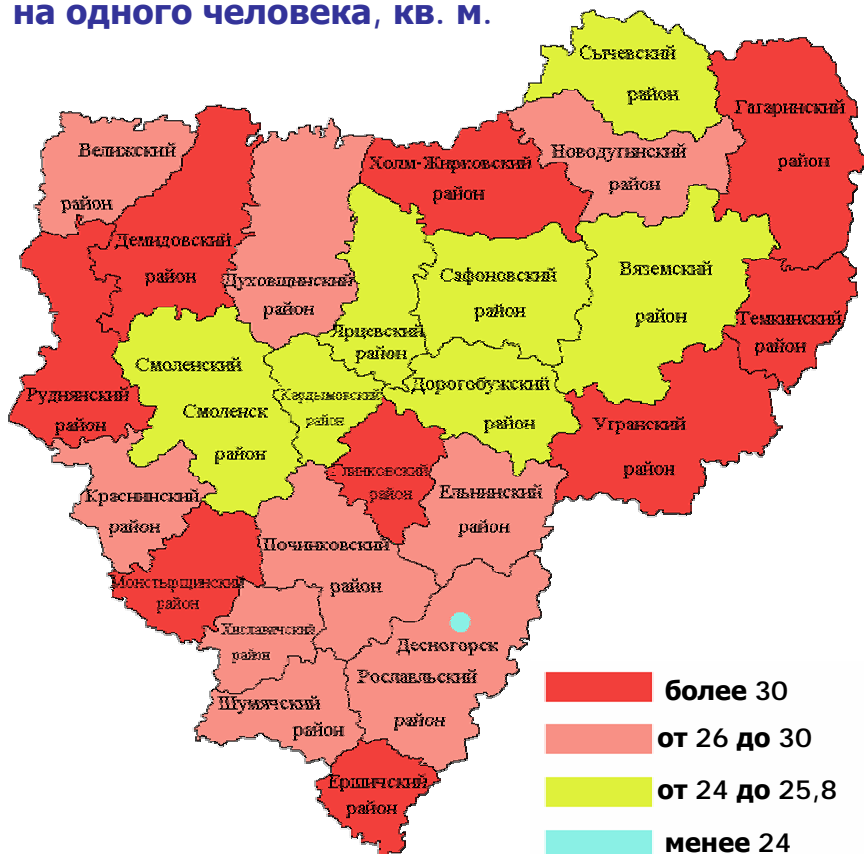 на одного человека, кв. м.
Сычевский
район
Гагаринский
район
Велижский
район
Холм-Жирковский
район
Новодугинский
район
Демидовский
район
Духовщинский
район
Сафоновский
район
Вяземский
район
Темкинский
район
Ярцевский
район
Смоленский
Смоленск
район
Кардымовский
район
Дорогобужский
район
Руднянский
район
Угранский
район
Глинковский
район
Краснинский
район
Ельнинский
район
Починковский
район
Монстырщинский
район
Хиславичский
район
Десногорск
Рославльский
район
Шумячский
район
Ершичский
район
более 30
от 26 до 30
от 24 до 25,8
менее 24